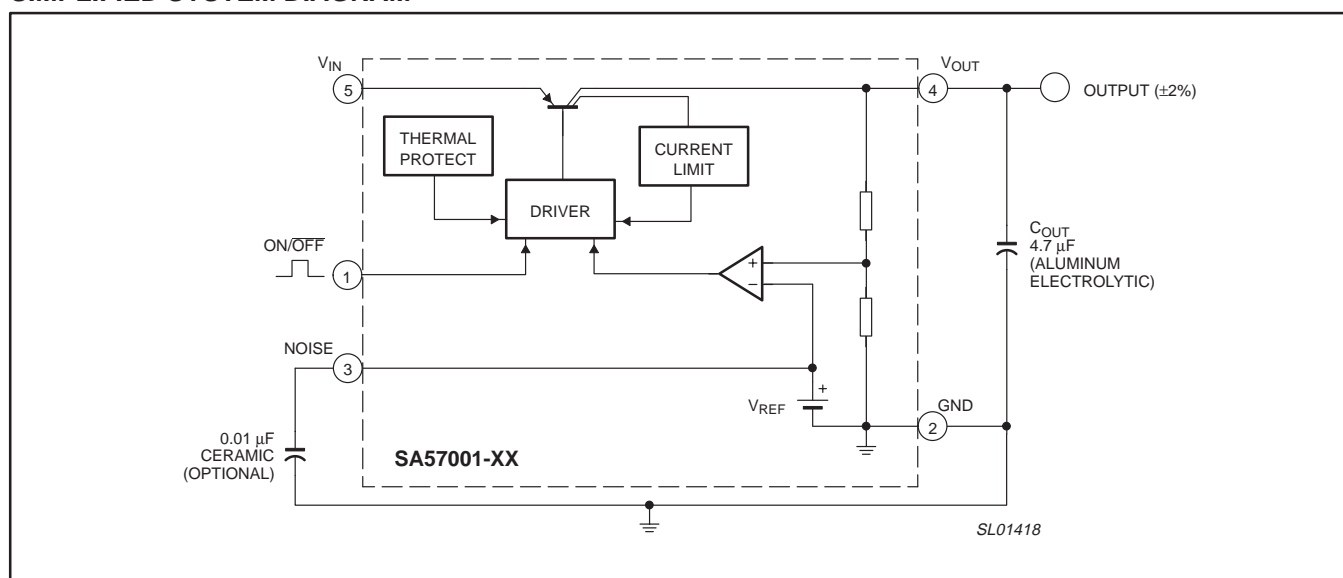 V_IN
5
V_OUT
4
OUTPUT (±2%)
THERMAL
PROTECT
CURRENT
LIMIT
DRIVER
C_OUT
4.7 μF
(ALUMINUM
ELECTROLYTIC)
ON/O̅F̅F̅
1
+
−
NOISE
3
+
V_REF
GND
2
0.01 μF
CERAMIC
(OPTIONAL)
SA57001-XX
SL01418